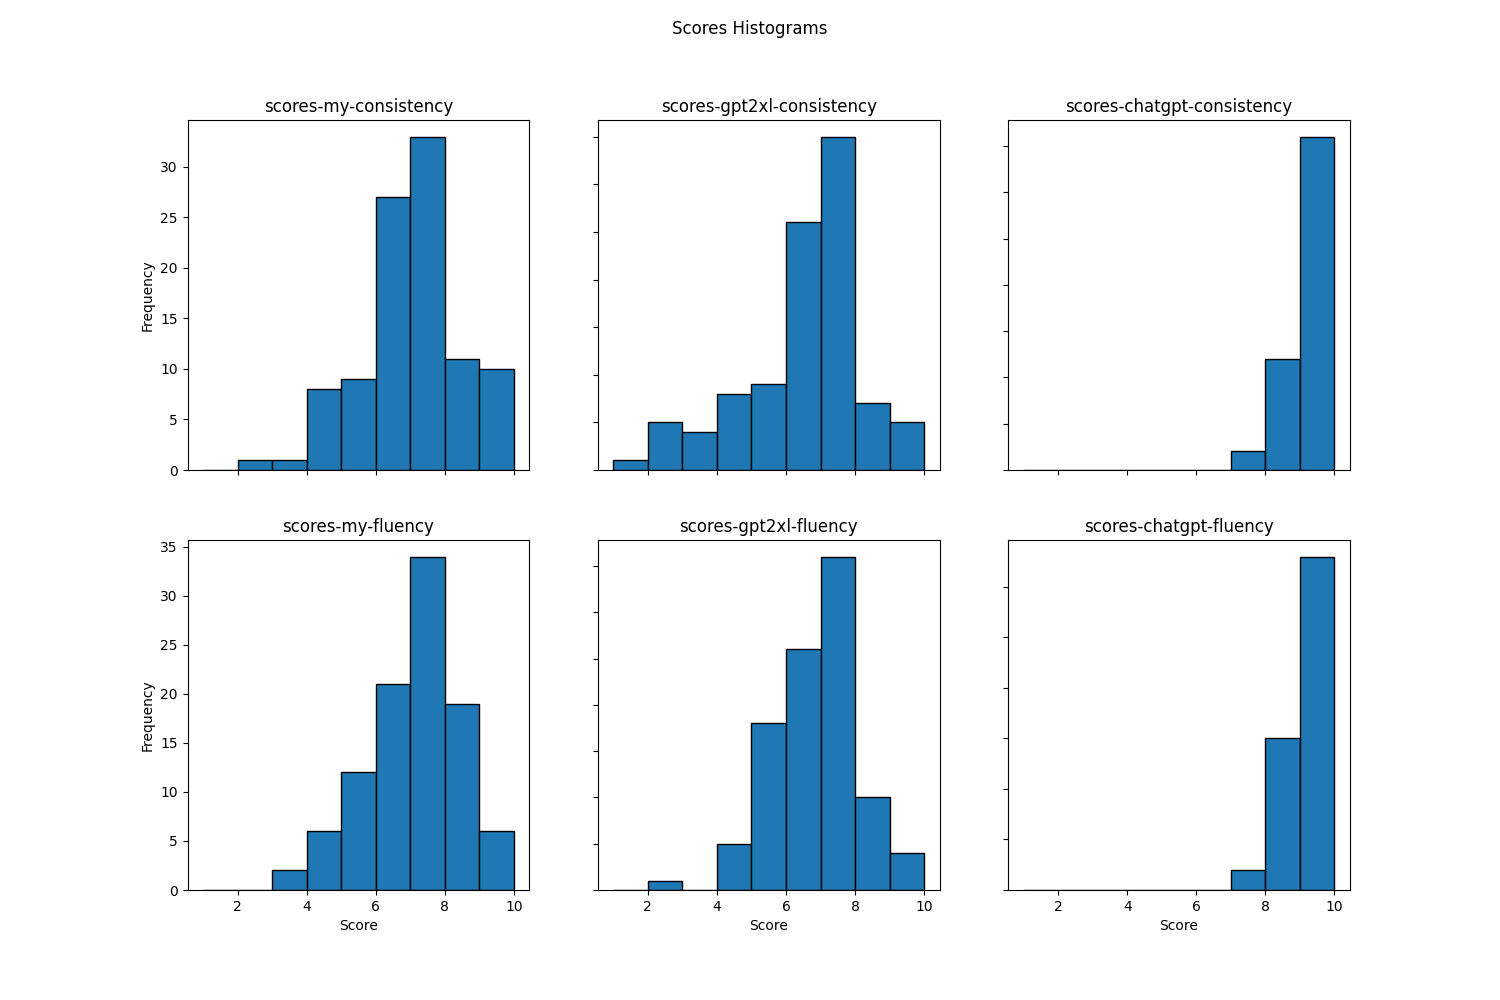 Scores Histograms
scores-my-consistency
scores-gpt2xl-consistency
scores-chatgpt-consistency
Frequency
30
25
20
15
10
5
0
scores-my-fluency
scores-gpt2xl-fluency
scores-chatgpt-fluency
Frequency
35
30
25
20
15
10
5
0
2 4 6 8 10
2 4 6 8 10
2 4 6 8 10
Score
Score
Score